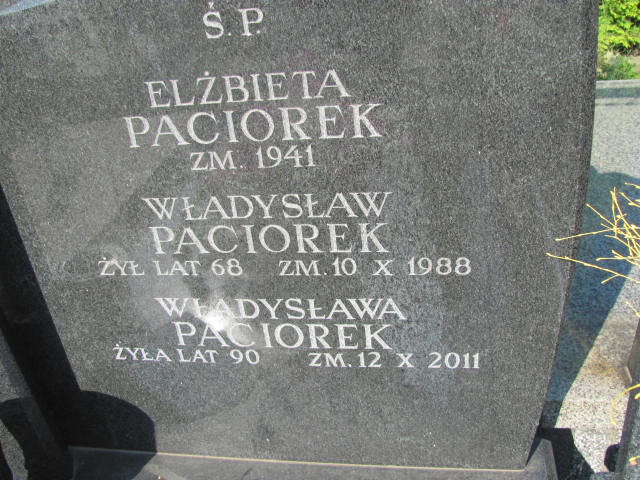 Ś.P.
ELŻBIETA
PACIOREK
ZM. 1941
WŁADYSŁAW
PACIOREK
ŻYŁ LAT 68 ZM. 10 X 1988
WŁADYSŁAWA
PACIOREK
ŻYŁA LAT 90 ZM. 12 X 2011